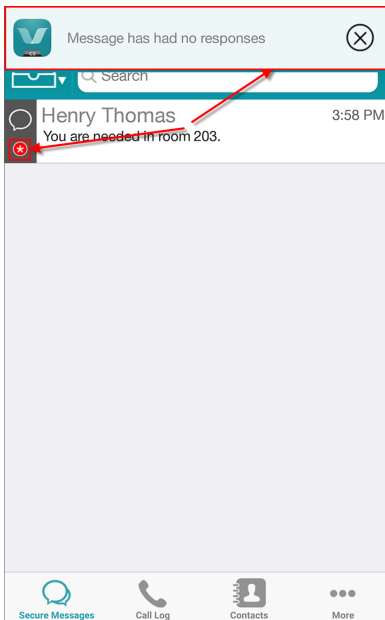 CS
Message has had no responses
Search
Henry Thomas
3:58 PM
You are needed in room 203.
Secure Messages
Call Log
Contacts
More